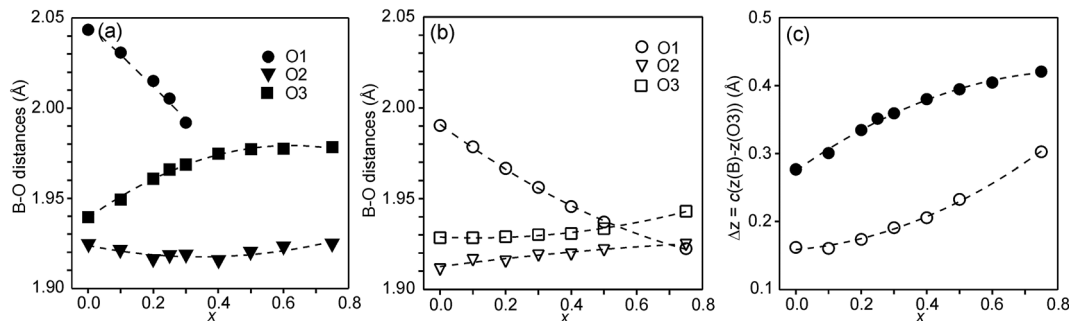 (a)
2.05
2.00
1.95
1.90
B-O distances (Å)
O1
O2
O3
0.0 0.2 0.4 0.6 0.8
x
(b)
2.05
2.00
1.95
1.90
B-O distances (Å)
O1
O2
O3
0.0 0.2 0.4 0.6 0.8
x
(c)
0.5
0.4
0.3
0.2
0.1
Δz = c(z(B)-z(O3)) (Å)
0.0 0.2 0.4 0.6 0.8
x